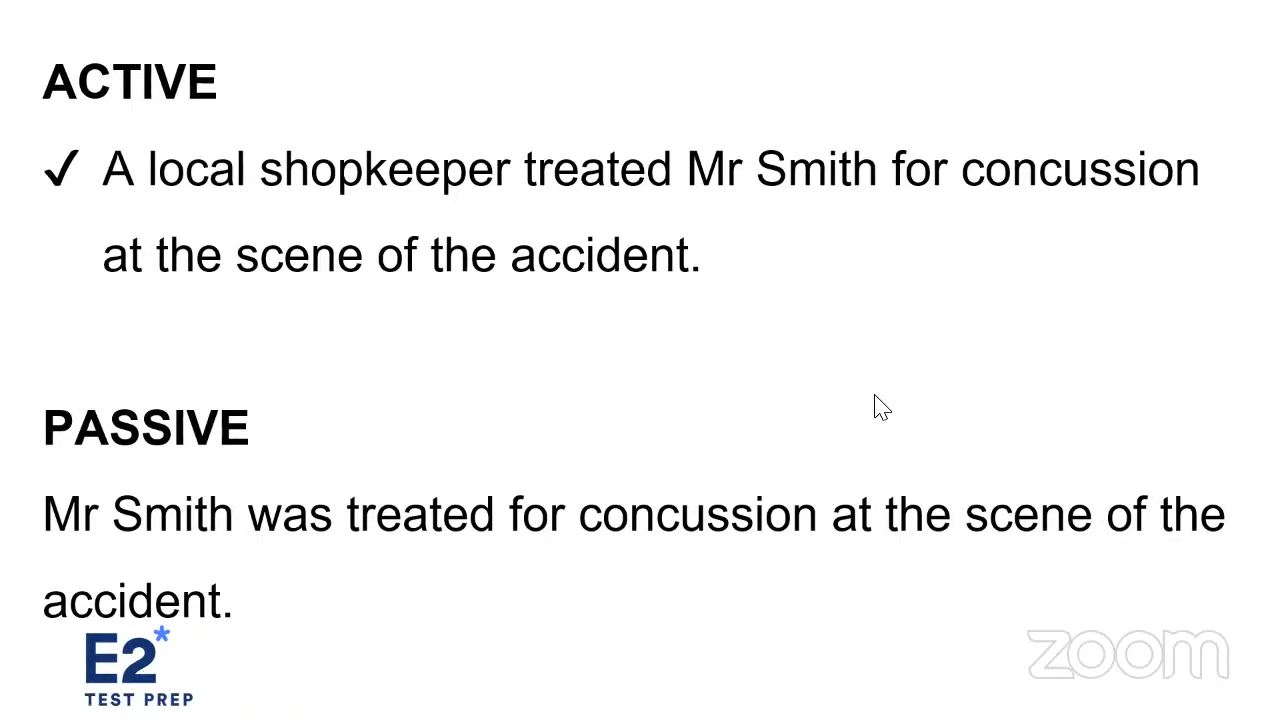 ACTIVE
✓ A local shopkeeper treated Mr Smith for concussion
at the scene of the accident.
PASSIVE
Mr Smith was treated for concussion at the scene of the
accident.
E2*
TEST PREP
zoom